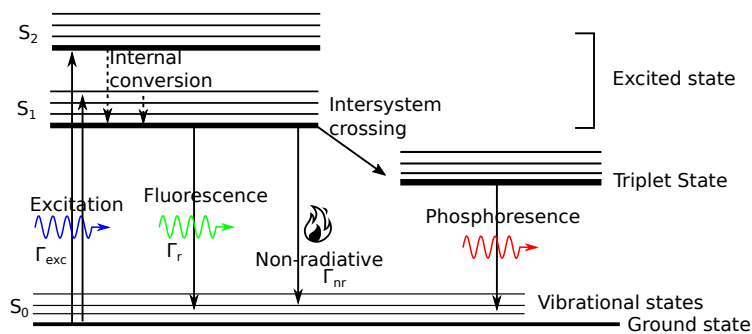 S2
Internal
conversion
Excited state
S1
Intersystem
crossing
Triplet State
Excitation
Fluorescence
Phosphoresence
Γexc
Γr
Non-radiative
Γnr
S0
Vibrational states
Ground state